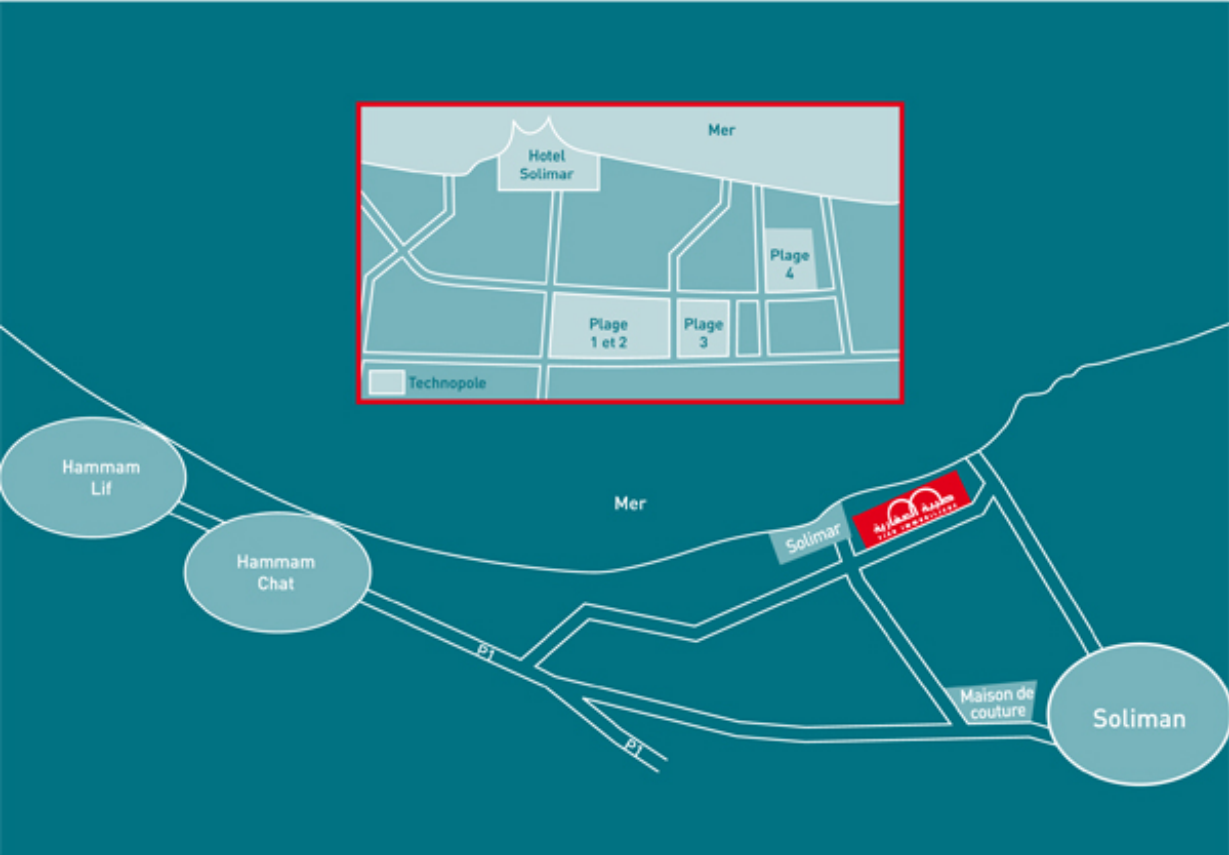 Mer
Hotel
Solimar
Plage
4
Plage
1 et 2
Plage
3
Technopole
Hammam
Lif
Mer
Solimar
Hammam
Chat
P1
P1
Maison de
couture
Soliman